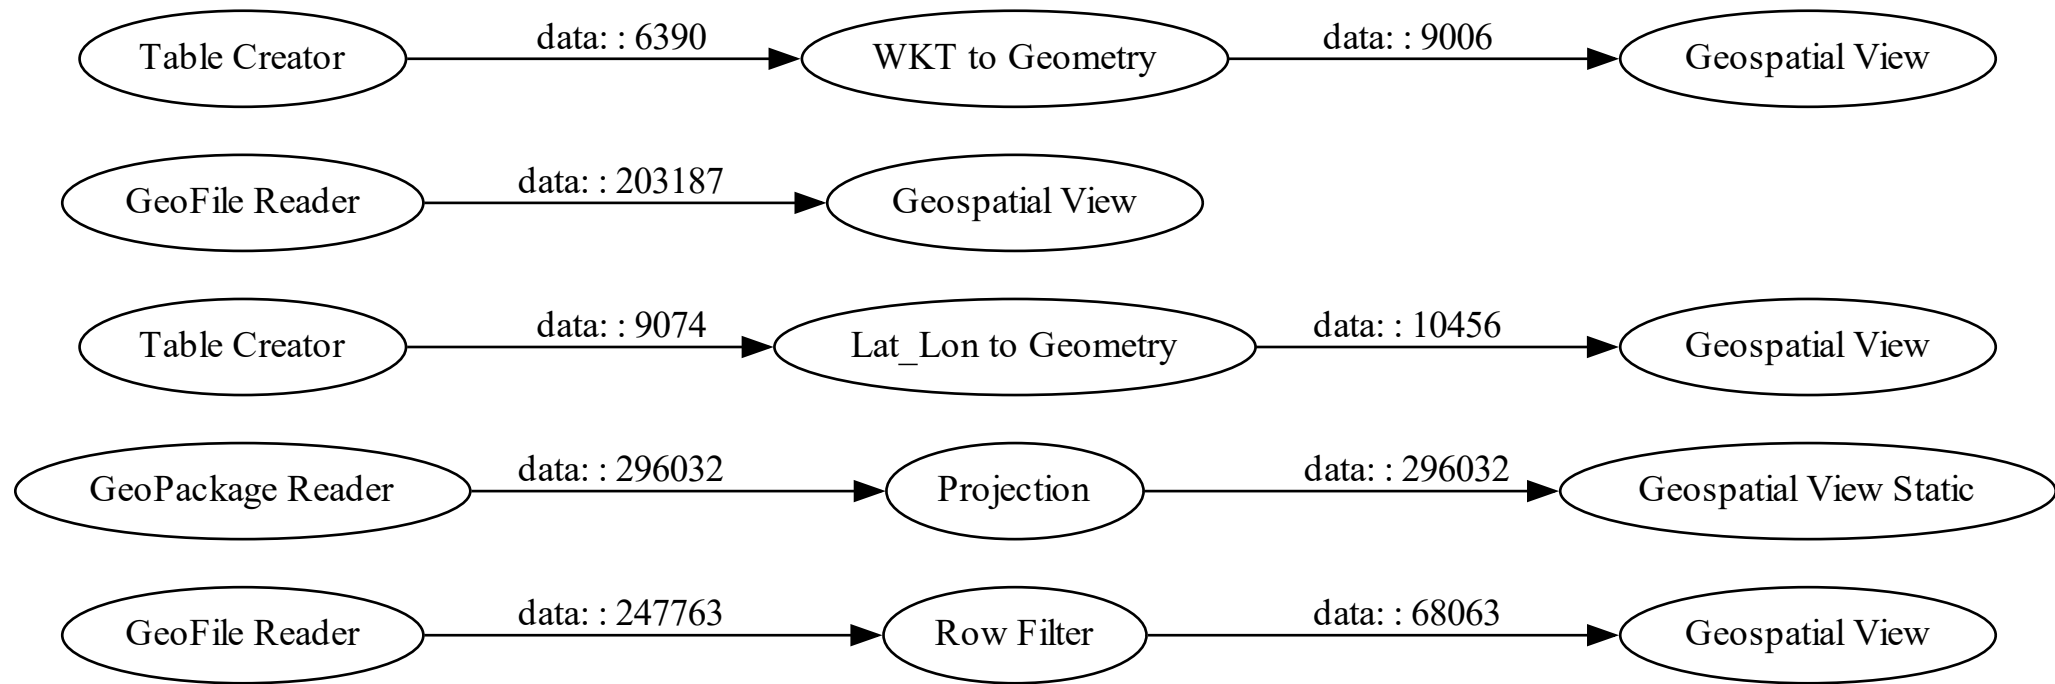 Table Creator data: : 6390 WKT to Geometry data: : 9006 Geospatial View
GeoFile Reader data: : 203187 Geospatial View
Table Creator data: : 9074 Lat_Lon to Geometry data: : 10456 Geospatial View
GeoPackage Reader data: : 296032 Projection data: : 296032 Geospatial View Static
GeoFile Reader data: : 247763 Row Filter data: : 68063 Geospatial View